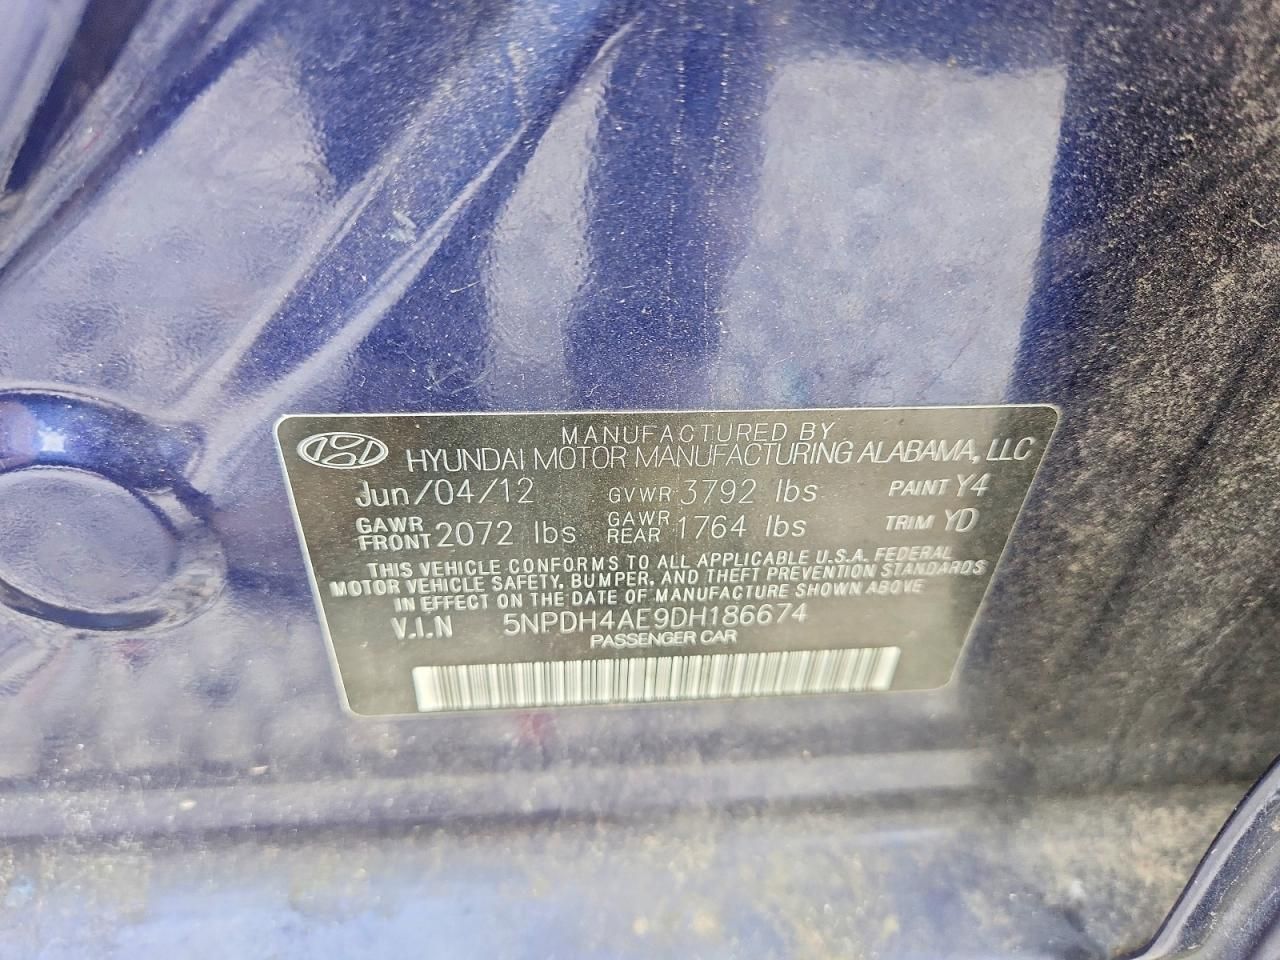 MANUFACTURED BY
HYUNDAI MOTOR MANUFACTURING ALABAMA, LLC
Jun/04/12 GVWR 3792 lbs PAINT Y4
GAWR FRONT 2072 lbs GAWR REAR 1764 lbs TRIM YD
THIS VEHICLE CONFORMS TO ALL APPLICABLE U.S.A. FEDERAL
MOTOR VEHICLE SAFETY, BUMPER, AND THEFT PREVENTION STANDARDS
IN EFFECT ON THE DATE OF MANUFACTURE SHOWN ABOVE
V.I.N 5NPDH4AE9DH186674
PASSENGER CAR